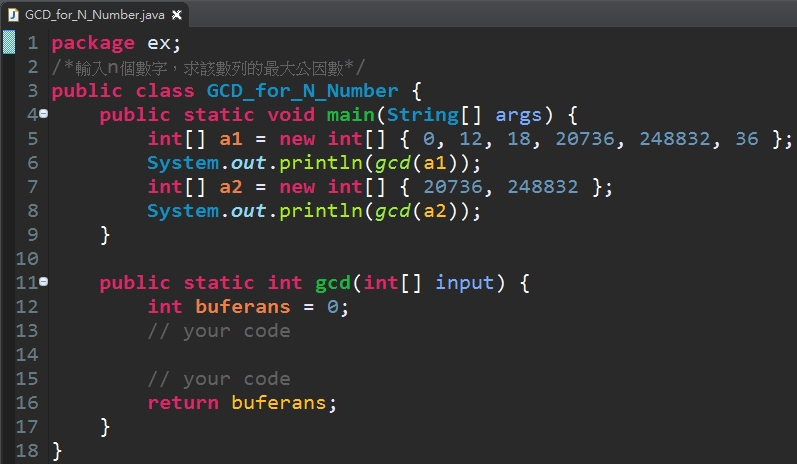 GCD_for_N_Number.java
1 package ex;
2 /*輸入n個數字，求該數列的最大公因數*/
3 public class GCD_for_N_Number {
4     public static void main(String[] args) {
5         int[] a1 = new int[] { 0, 12, 18, 20736, 248832, 36 };
6         System.out.println(gcd(a1));
7         int[] a2 = new int[] { 20736, 248832 };
8         System.out.println(gcd(a2));
9     }
10
11     public static int gcd(int[] input) {
12         int buferans = 0;
13         // your code
14
15         // your code
16         return buferans;
17     }
18 }